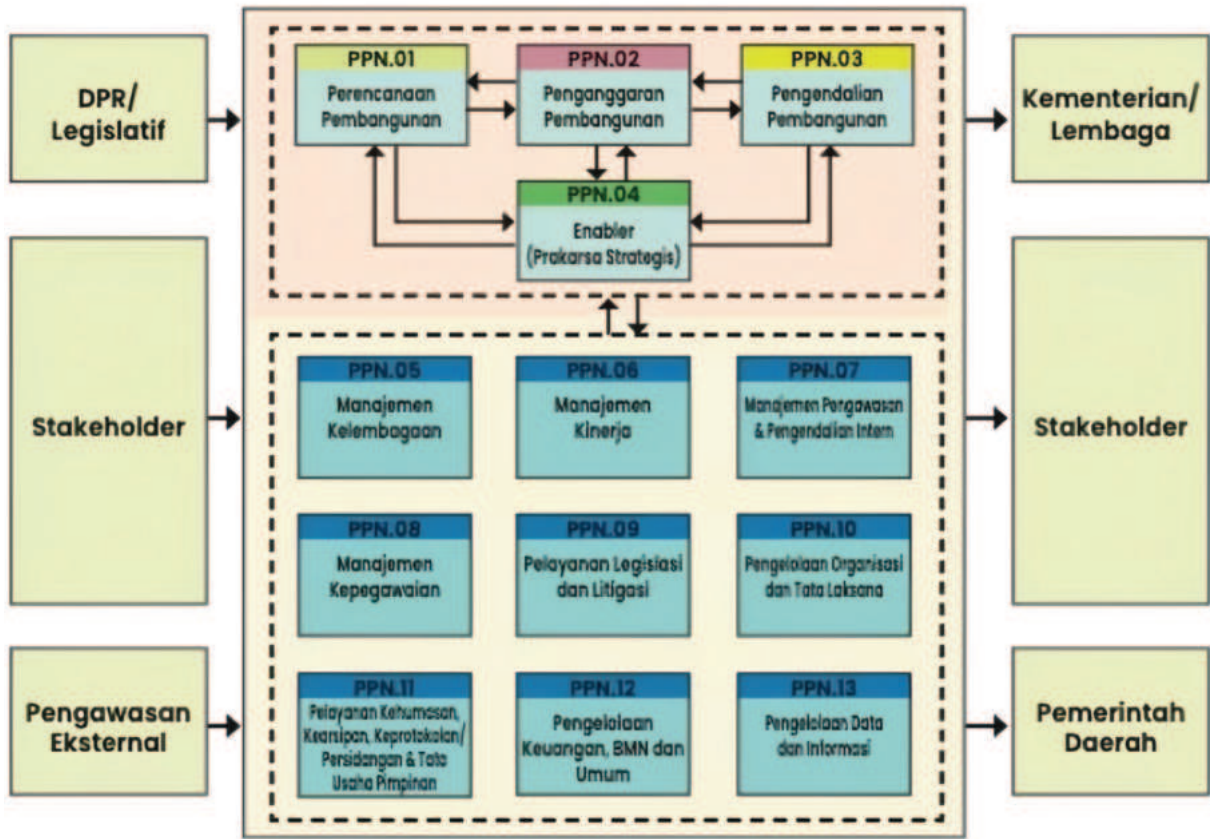 DPR/
Legislatif
Stakeholder
Pengawasan
Eksternal
PPN.01
Perencanaan
Pembangunan
PPN.02
Penganggaran
Pembangunan
PPN.03
Pengendalian
Pembangunan
PPN.04
Enabler
(Prakarsa Strategis)
PPN.05
Manajemen
Kelembagaan
PPN.06
Manajemen
Kinerja
PPN.07
Manajemen Pengawasan
& Pengendalian Intern
PPN.08
Manajemen
Kepegawaian
PPN.09
Pelayanan Legislasi
dan Litigasi
PPN.10
Pengelolaan Organisasi
dan Tata Laksana
PPN.11
Pelayanan Kehumasan,
Kearsipan, Keprotokolan/
Persidangan & Tata
Usaha Pimpinan
PPN.12
Pengelolaan
Keuangan, BMN dan
Umum
PPN.13
Pengelolaan Data
dan Informasi
Kementerian/
Lembaga
Stakeholder
Pemerintah
Daerah